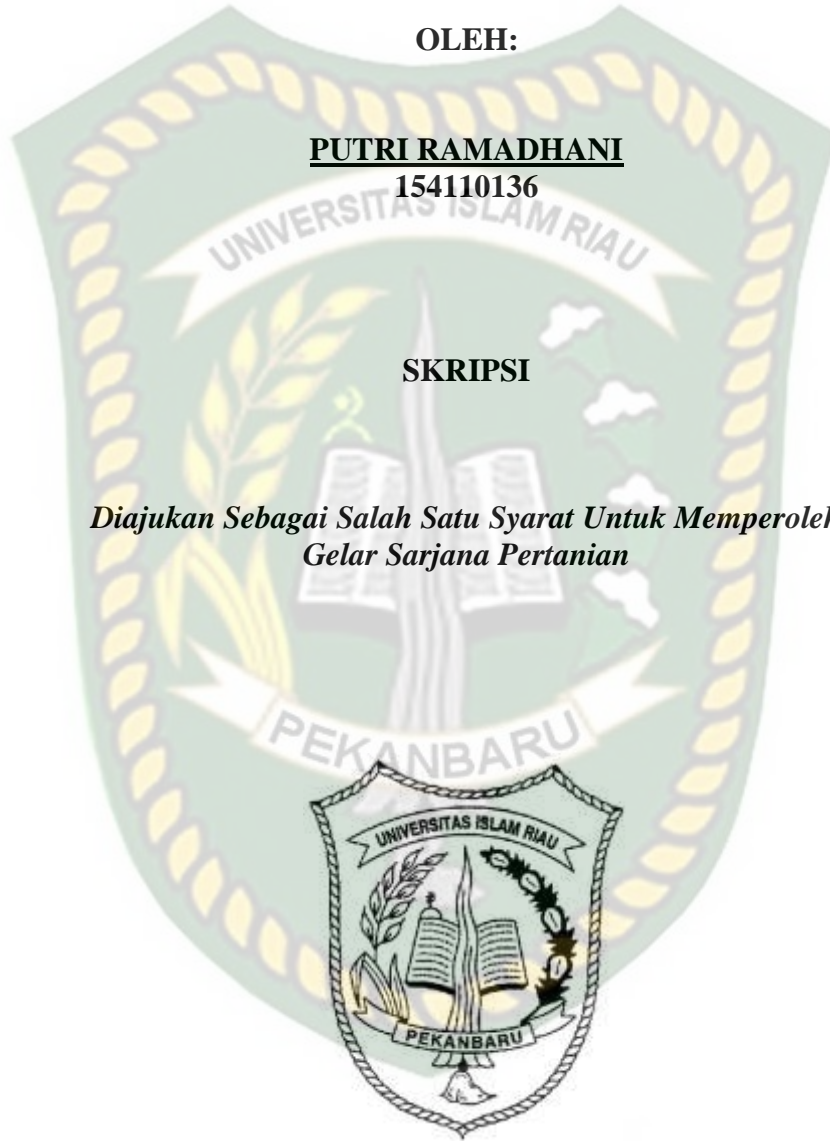 OLEH:
PUTRI RAMADHANI
154110136
UNIVERSITAS ISLAM RIAU
SKRIPSI
Diajukan Sebagai Salah Satu Syarat Untuk Memperoleh
Gelar Sarjana Pertanian
PEKANBARU
UNIVERSITAS ISLAM RIAU
PEKANBARU